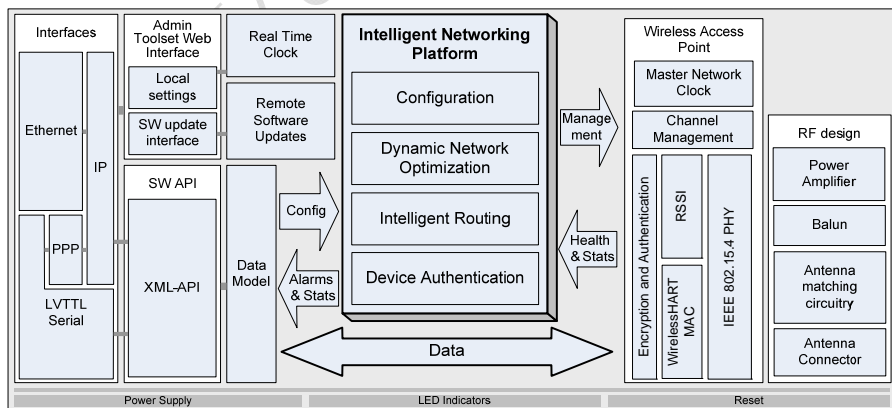 Interfaces
Ethernet
IP
PPP
LVTTL
Serial
Admin
Toolset Web
Interface
Local
settings
SW update
interface
Real Time
Clock
Remote
Software
Updates
SW API
XML-API
Data
Model
Config
Alarms
& Stats
Intelligent Networking
Platform
Configuration
Dynamic Network
Optimization
Intelligent Routing
Device Authentication
Data
Manage
ment
Health
& Stats
Wireless Access
Point
Master Network
Clock
Channel
Management
Encryption and Authentication
RSSI
WirelessHART
MAC
IEEE 802.15.4 PHY
RF design
Power
Amplifier
Balun
Antenna
matching
circuitry
Antenna
Connector
Power Supply
LED Indicators
Reset